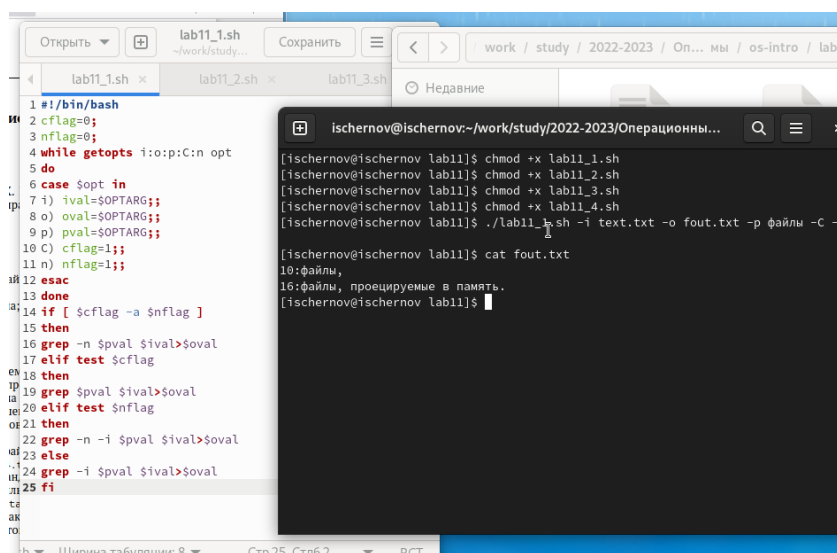 Открыть
lab11_1.sh
~/work/study...
Сохранить
lab11_1.sh × lab11_2.sh × lab11_3.sh
1 #!/bin/bash
2 cflag=0;
3 nflag=0;
4 while getopts i:o:p:C:n opt
5 do
6 case $opt in
7 i) ival=$OPTARG;;
8 o) oval=$OPTARG;;
9 p) pval=$OPTARG;;
10 C) cflag=1;;
11 n) nflag=1;;
12 esac
13 done
14 if [ $cflag -a $nflag ]
15 then
16 grep -n $pval $ival>$oval
17 elif test $cflag
18 then
19 grep $pval $ival>$oval
20 elif test $nflag
21 then
22 grep -n -i $pval $ival>$oval
23 else
24 grep -i $pval $ival>$oval
25 fi
Ширина табуляции: 8 Стр 25, Стлб 2 ВСТ
work / study / 2022-2023 / Оп... мы / os-intro / lab
Недавние
ischernov@ischernov:~/work/study/2022-2023/Операционны...
[ischernov@ischernov lab11]$ chmod +x lab11_1.sh
[ischernov@ischernov lab11]$ chmod +x lab11_2.sh
[ischernov@ischernov lab11]$ chmod +x lab11_3.sh
[ischernov@ischernov lab11]$ chmod +x lab11_4.sh
[ischernov@ischernov lab11]$ ./lab11_1.sh -i text.txt -o fout.txt -p файлы -C -
[ischernov@ischernov lab11]$ cat fout.txt
10:файлы,
16:файлы, проецируемые в память.
[ischernov@ischernov lab11]$